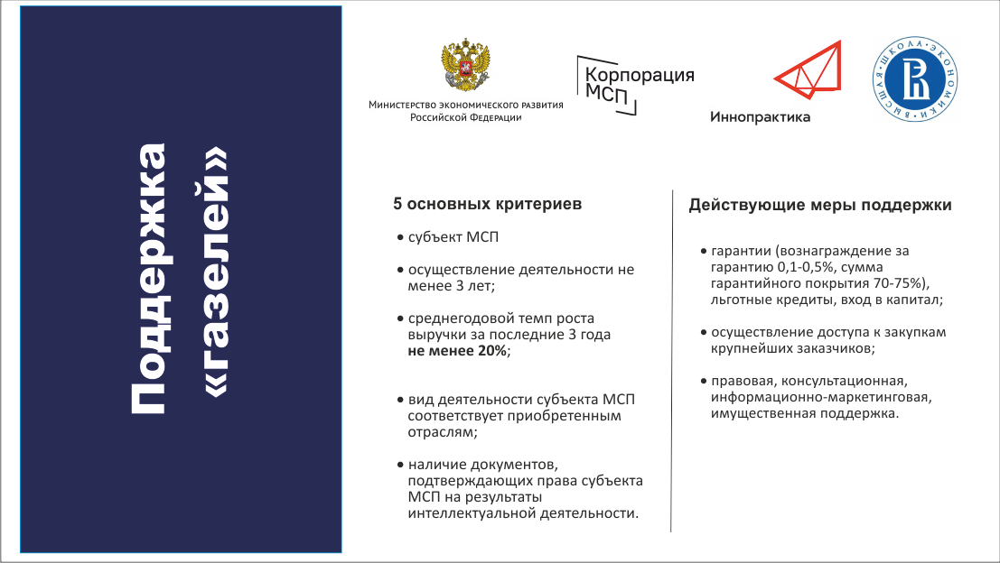 Поддержка
«газелей»
Министерство экономического развития
Российской Федерации
Корпорация
МСП
Иннопрактика
ВЫСШАЯ • ШКОЛА • ЭКОНОМИКИ
5 основных критериев
• субъект МСП
• осуществление деятельности не
менее 3 лет;
• среднегодовой темп роста
выручки за последние 3 года
не менее 20%;
• вид деятельности субъекта МСП
соответствует приобретенным
отраслям;
• наличие документов,
подтверждающих права субъекта
МСП на результаты
интеллектуальной деятельности.
Действующие меры поддержки
• гарантии (вознаграждение за
гарантию 0,1-0,5%, сумма
гарантийного покрытия 70-75%),
льготные кредиты, вход в капитал;
• осуществление доступа к закупкам
крупнейших заказчиков;
• правовая, консультационная,
информационно-маркетинговая,
имущественная поддержка.